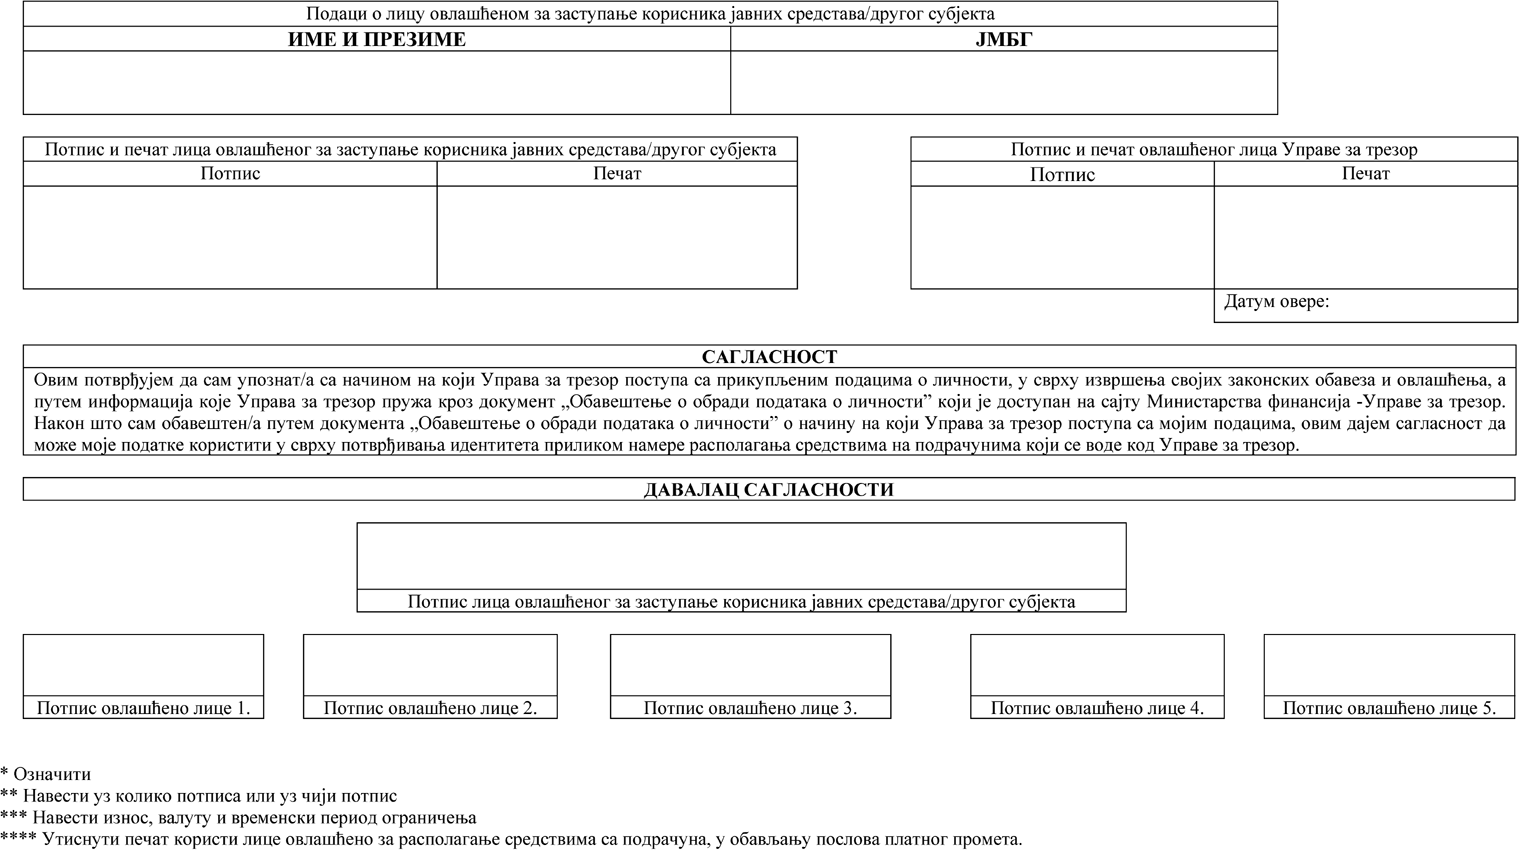 Подаци о лицу овлашћеном за заступање корисника јавних средстава/другог субјекта
ИМЕ И ПРЕЗИМЕ
ЈМБГ
Потпис и печат лица овлашћеног за заступање корисника јавних средстава/другог субјекта
Потпис
Печат
Потпис и печат овлашћеног лица Управе за трезор
Потпис
Печат
Датум овере:
САГЛАСНОСТ
Овим потврђујем да сам упознат/а са начином на који Управа за трезор поступа са прикупљеним подацима о личности, у сврху извршења својих законских обавеза и овлашћења, а
путем информација које Управа за трезор пружа кроз документ „Обавештење о обради података о личности” који је доступан на сајту Министарства финансија -Управе за трезор.
Након што сам обавештен/а путем документа „Обавештење о обради података о личности” о начину на који Управа за трезор поступа са мојим подацима, овим дајем сагласност да
може моје податке користити у сврху потврђивања идентитета приликом намере располагања средствима на подрачунима који се воде код Управе за трезор.
ДАВАЛАЦ САГЛАСНОСТИ
Потпис лица овлашћеног за заступање корисника јавних средстава/другог субјекта
Потпис овлашћено лице 1.
Потпис овлашћено лице 2.
Потпис овлашћено лице 3.
Потпис овлашћено лице 4.
Потпис овлашћено лице 5.
* Означити
** Навести уз колико потписа или уз чији потпис
*** Навести износ, валуту и временски период ограничења
**** Утиснути печат користи лице овлашћено за располагање средствима са подрачуна, у обављању послова платног промета.